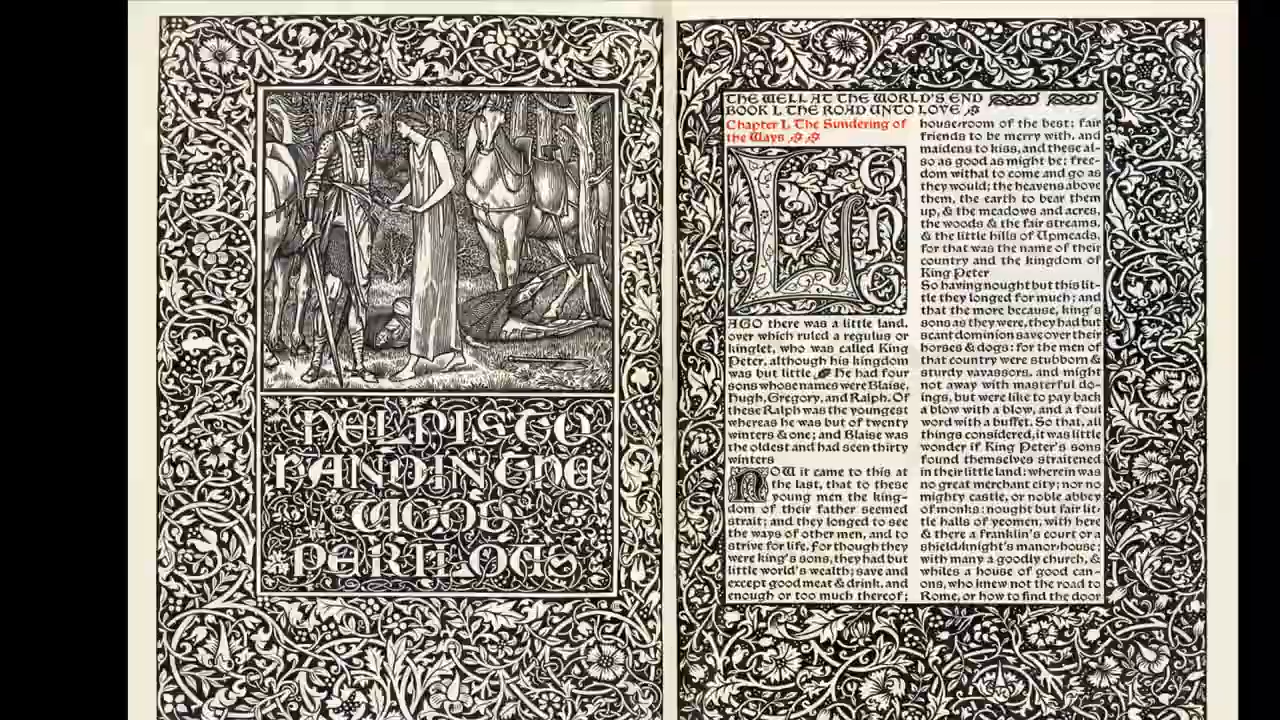 HELP IS TO
HAND IN THE
WOOD
PERILOUS
THE WELL AT THE WORLD'S END
BOOK I. THE ROAD UNTO LOVE
Chapter I. The Sundering of
the Ways
LONG
AGO there was a little land,
over which ruled a regulus or
kinglet, who was called King
Peter, although his kingdom
was but little. He had four
sons whose names were Blaise,
Hugh, Gregory, and Ralph. Of
these Ralph was the youngest
whereas he was but of twenty
winters & one; and Blaise was
the oldest and had seen thirty
winters
NOW it came to this at
the last, that to these
young men the king-
dom of their father seemed
strait; and they longed to see
the ways of other men, and to
strive for life. For though they
were king's sons, they had but
little world's wealth; save and
except good meat & drink, and
enough or too much thereof;
house-room of the best; fair
friends to be merry with, and
maidens to kiss, and these al-
so as good as might be; free-
dom withal to come and go as
they would; the heavens above
them, the earth to bear them
up, & the meadows and acres,
the woods & the fair streams,
& the little hills of Upmeads,
for that was the name of their
country and the kingdom of
King Peter
So having nought but this lit-
tle they longed for much; and
that the more because, king's
sons as they were, they had but
scant dominion save over their
horses & dogs: for the men of
that country were stubborn &
sturdy vavassors, and might
not away with masterful do-
ings, but were like to pay back
a blow with a blow, and a foul
word with a buffet. So that, all
things considered, it was little
wonder if King Peter's sons
found themselves straitened
in their little land: wherein was
no great merchant city; nor no
mighty castle, or noble abbey
of monks: nought but fair lit-
tle halls of yeomen, with here
& there a franklin's court or a
shield-knight's manor-house;
with many a goodly church, &
whiles a house of good can-
ons, who knew not the road to
Rome, or how to find the door